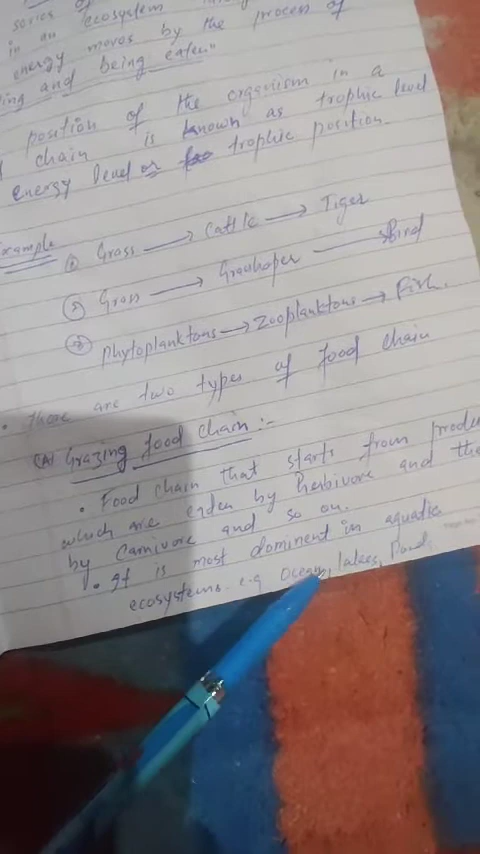 series of
in an ecosystem
energy moves by the process of
ing and being eaten"
position of the organism in a
chain is known as trophic level
energy level or trophic position
Example
① Grass → Cattle → Tiger
② Grass → Grashoper → Bird
③ phytoplanktons → Zooplanktons → Fish.
• There are two types of food chain
(A) Grazing food chain :-
• Food chain that starts from produ
which are eden by herbivore and the
by Carnivore and so on.
• It is most dominent in aquatic
ecosystems. e.g Ocean, lakes, Pond